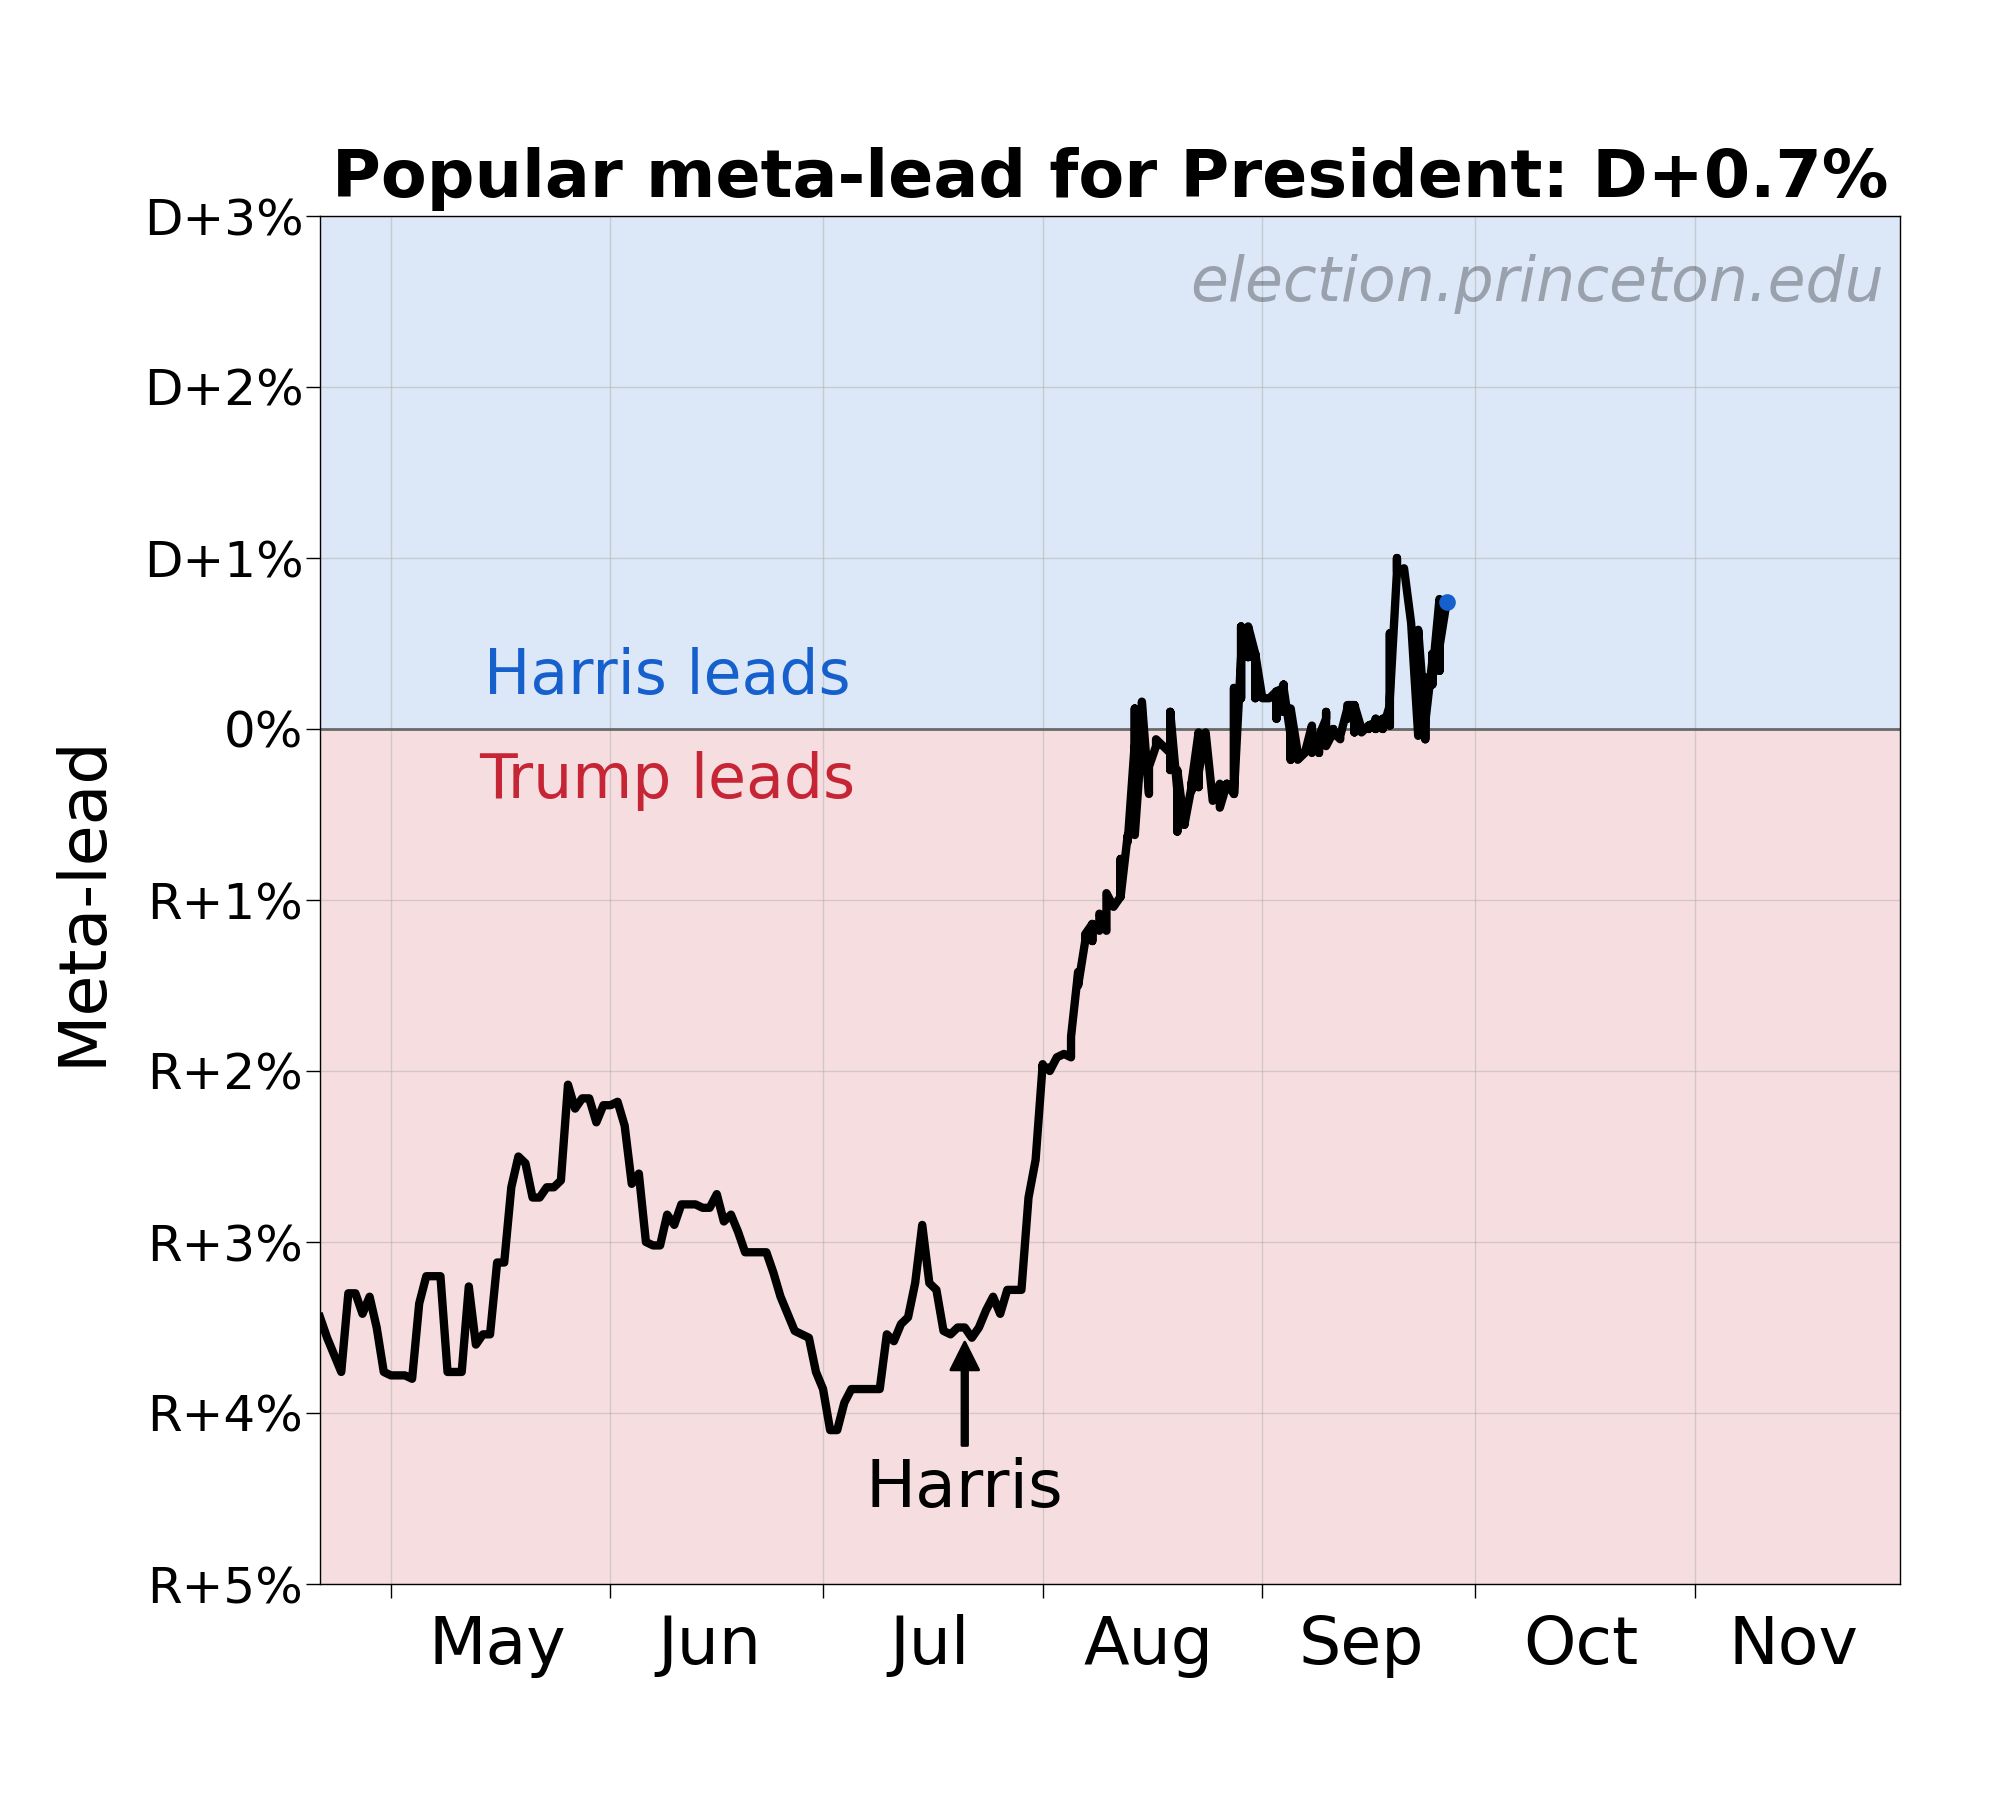 Popular meta-lead for President: D+0.7%
election.princeton.edu
D+3%
D+2%
D+1%
0%
R+1%
R+2%
R+3%
R+4%
R+5%
Meta-lead
Harris leads
Trump leads
Harris
May Jun Jul Aug Sep Oct Nov